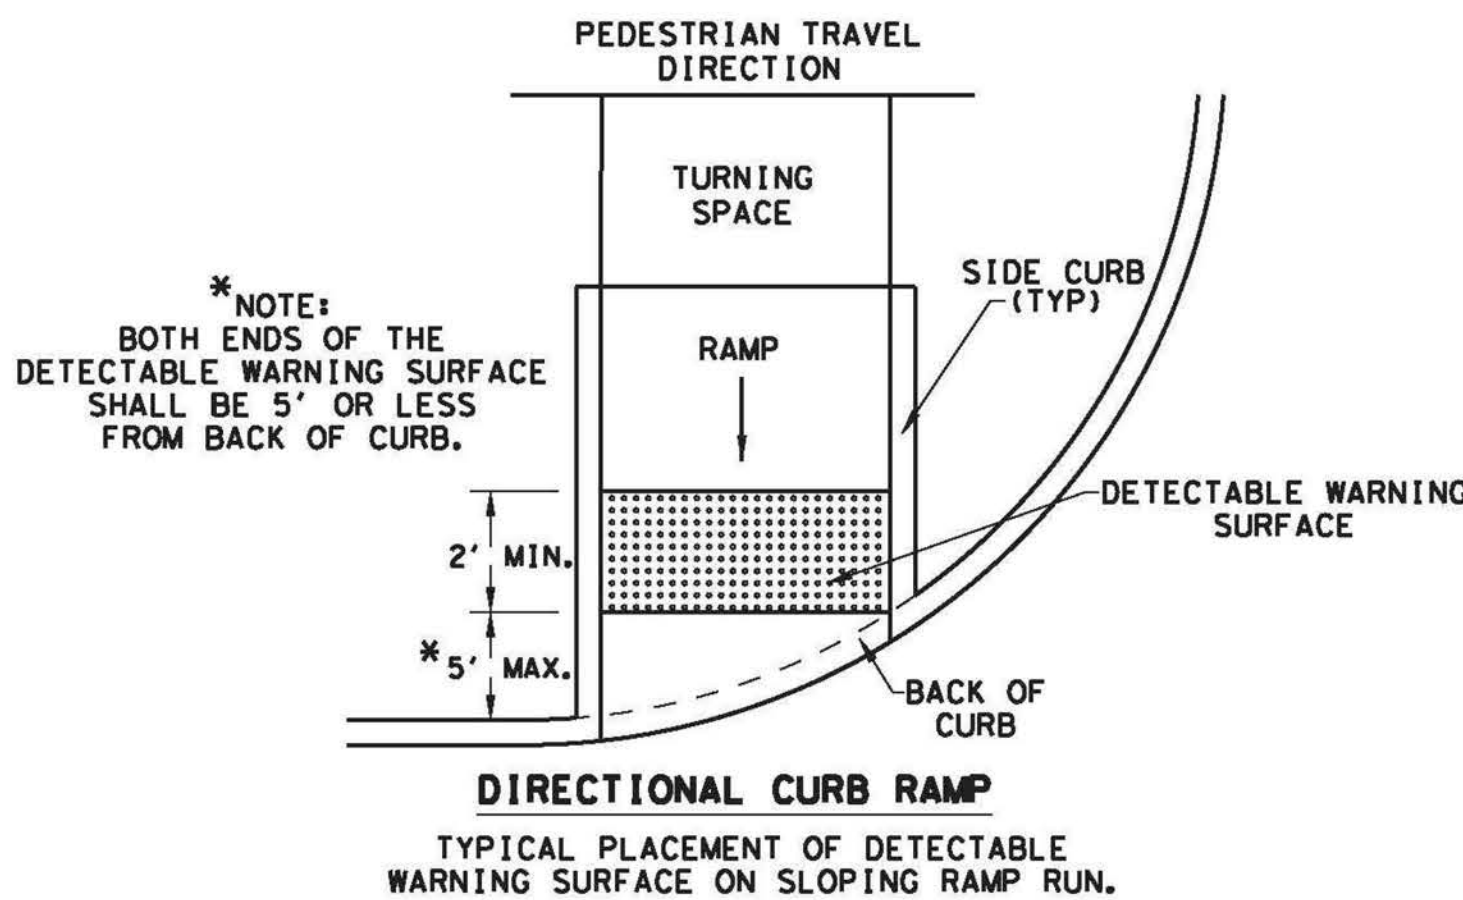 PEDESTRIAN TRAVEL
DIRECTION
TURNING
SPACE
SIDE CURB
(TYP)
*NOTE:
BOTH ENDS OF THE
DETECTABLE WARNING SURFACE
SHALL BE 5' OR LESS
FROM BACK OF CURB.
RAMP
DETECTABLE WARNING
SURFACE
2' MIN.
*5' MAX.
BACK OF
CURB
DIRECTIONAL CURB RAMP
TYPICAL PLACEMENT OF DETECTABLE
WARNING SURFACE ON SLOPING RAMP RUN.